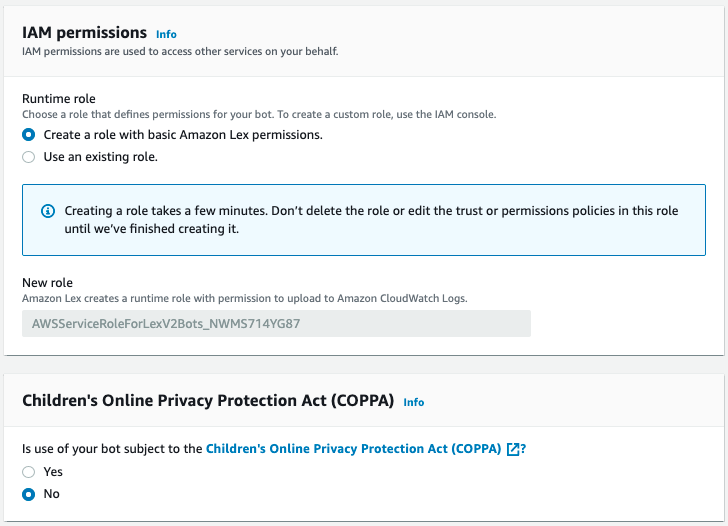 IAM permissions Info
IAM permissions are used to access other services on your behalf.
Runtime role
Choose a role that defines permissions for your bot. To create a custom role, use the IAM console.
Create a role with basic Amazon Lex permissions.
Use an existing role.
Creating a role takes a few minutes. Don’t delete the role or edit the trust or permissions policies in this role
until we’ve finished creating it.
New role
Amazon Lex creates a runtime role with permission to upload to Amazon CloudWatch Logs.
AWSServiceRoleForLexV2Bots_NWMS714YG87
Children's Online Privacy Protection Act (COPPA) Info
Is use of your bot subject to the Children's Online Privacy Protection Act (COPPA) ?
Yes
No